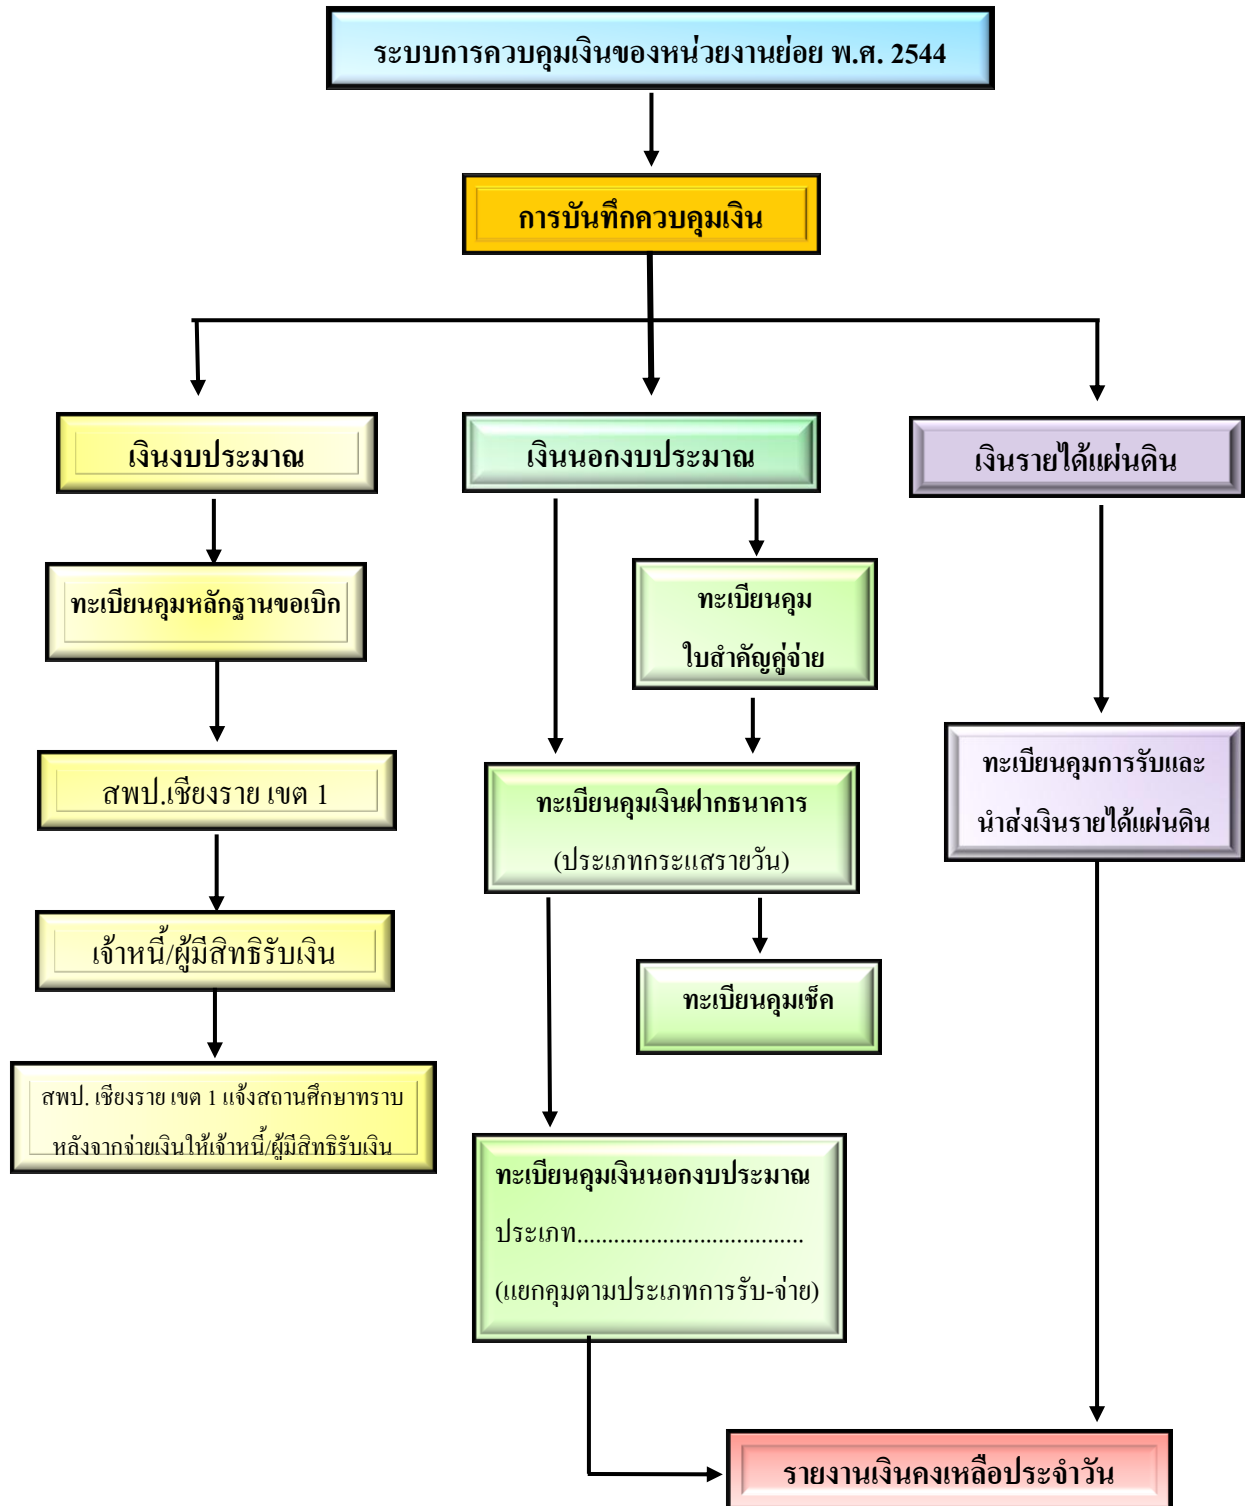 ระบบการควบคุมเงินของหน่วยงานย่อย พ.ศ. 2544
การบันทึกควบคุมเงิน
เงินงบประมาณ
เงินนอกงบประมาณ
เงินรายได้แผ่นดิน
ทะเบียนคุมหลักฐานขอเบิก
ทะเบียนคุม
ใบสำคัญคู่จ่าย
สพป.เชียงราย เขต 1
ทะเบียนคุมเงินฝากธนาคาร
(ประเภทกระแสรายวัน)
ทะเบียนคุมการรับและ
นำส่งเงินรายได้แผ่นดิน
เจ้าหนี้/ผู้มีสิทธิรับเงิน
ทะเบียนคุมเช็ค
สพป. เชียงราย เขต 1 แจ้งสถานศึกษาทราบ
หลังจากจ่ายเงินให้เจ้าหนี้/ผู้มีสิทธิรับเงิน
ทะเบียนคุมเงินนอกงบประมาณ
ประเภท.....................................
(แยกคุมตามประเภทการรับ-จ่าย)
รายงานเงินคงเหลือประจำวัน